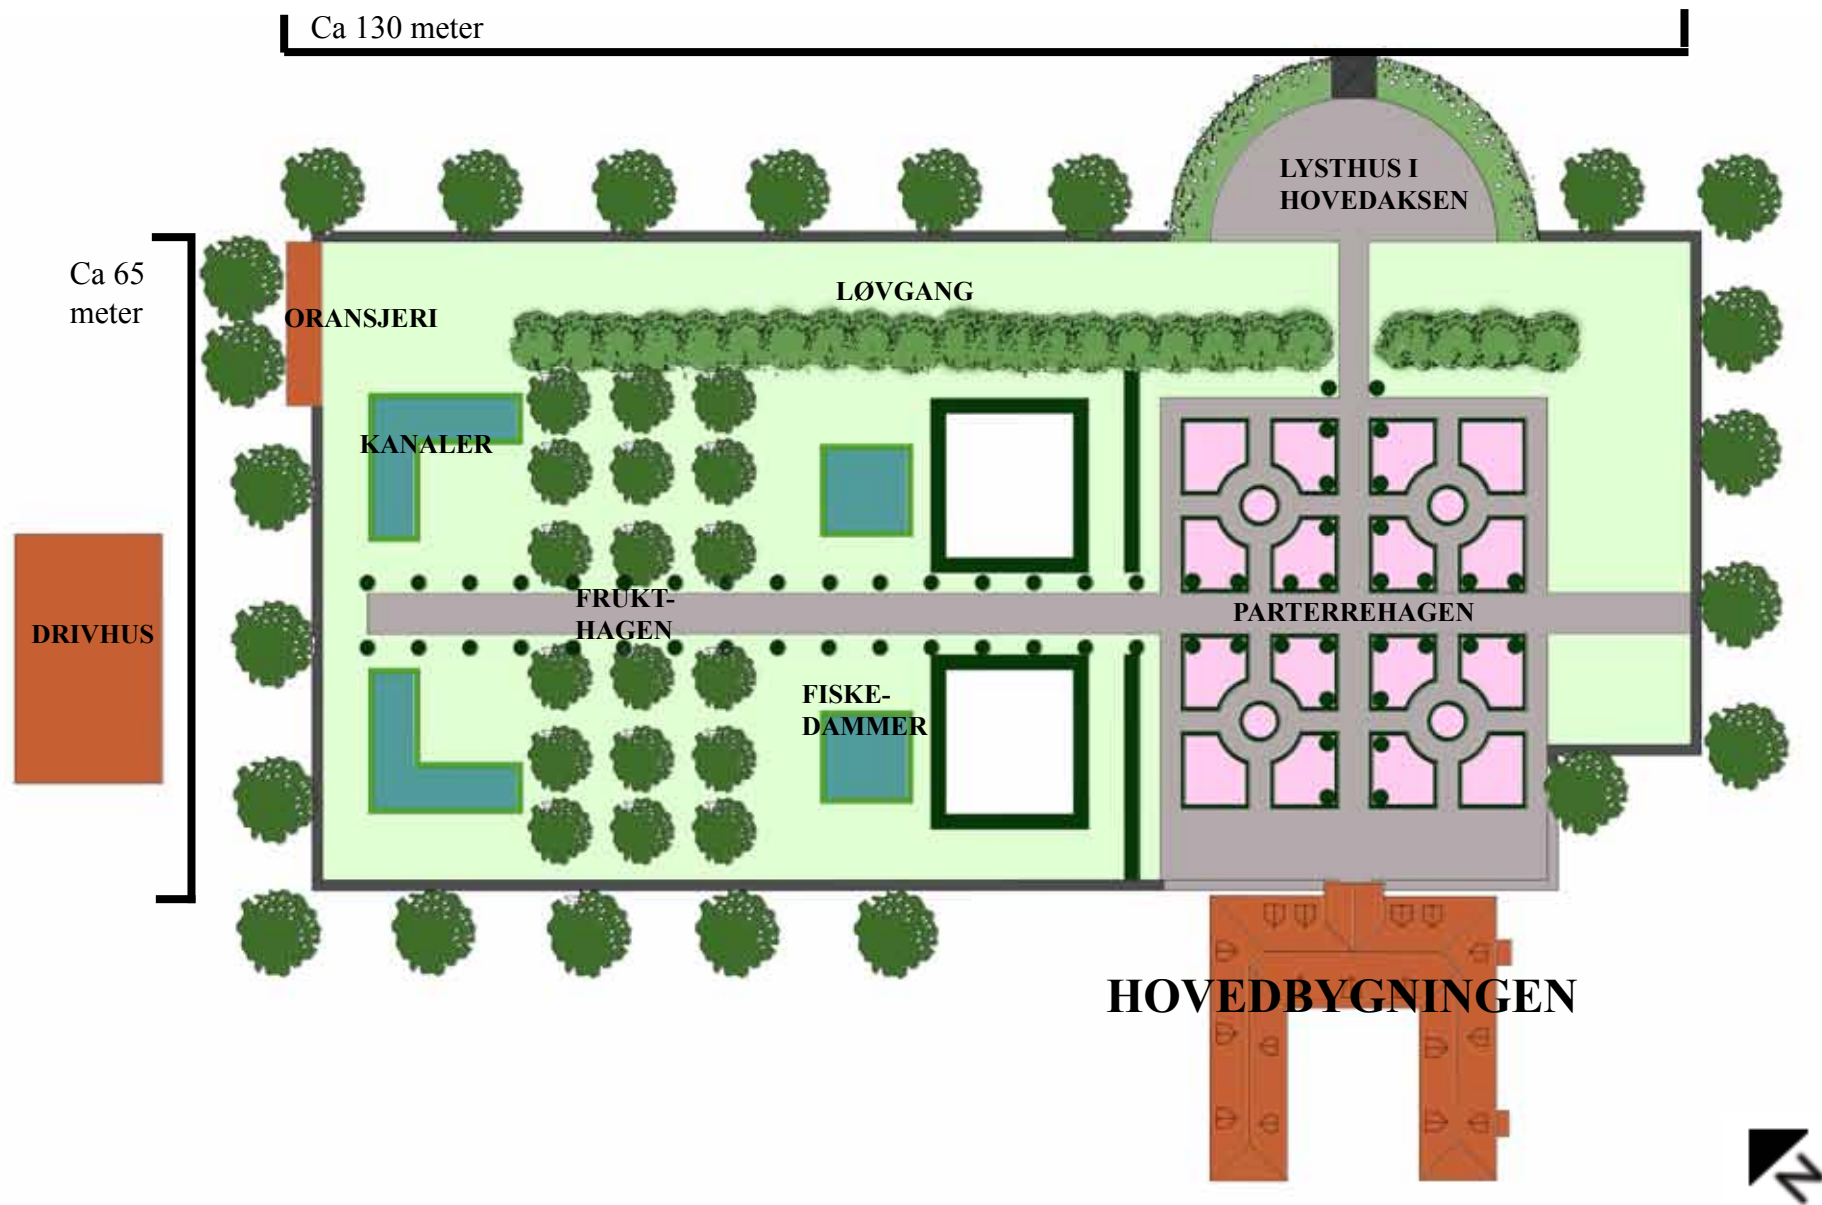 Ca 130 meter
LYSTHUS I
HOVEDAKSEN
Ca 65
meter
LØVGANG
ORANSJERI
KANALER
FRUKT-
HAGEN
PARTERREHAGEN
DRIVHUS
FISKE-
DAMMER
HOVEDBYGNINGEN
N